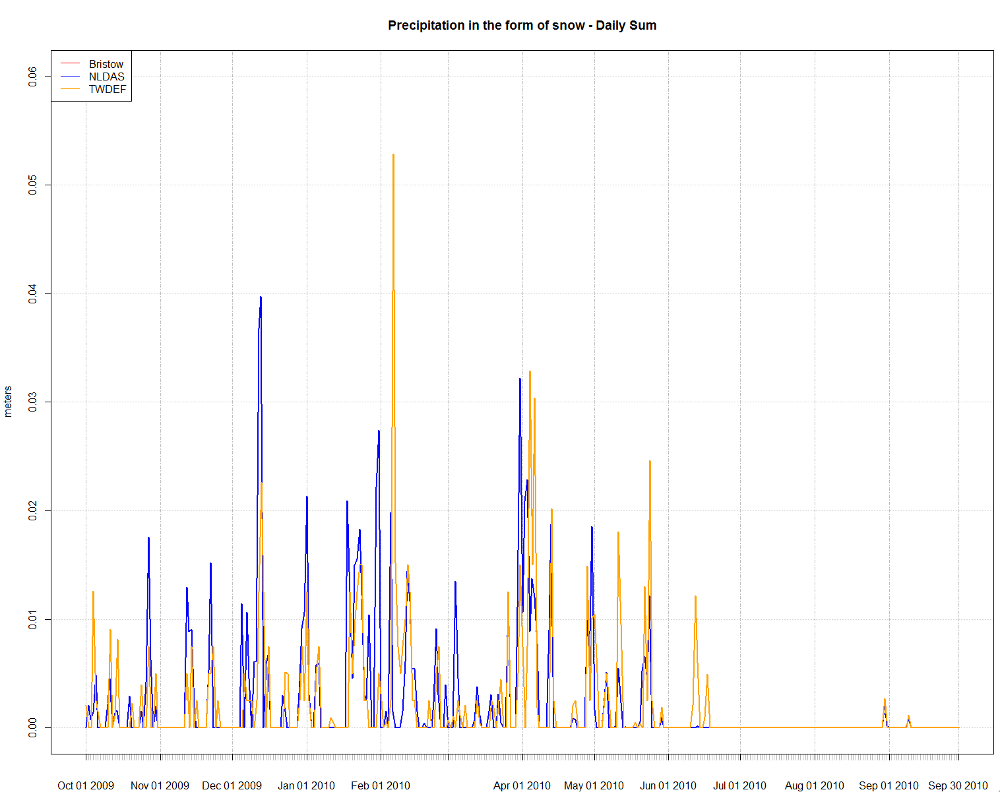 Precipitation in the form of snow - Daily Sum
Bristow
NLDAS
TWDEF
0.06
0.05
0.04
0.03
0.02
0.01
0.00
meters
Oct 01 2009 Nov 01 2009 Dec 01 2009 Jan 01 2010 Feb 01 2010 Apr 01 2010 May 01 2010 Jun 01 2010 Jul 01 2010 Aug 01 2010 Sep 01 2010 Sep 30 2010 .